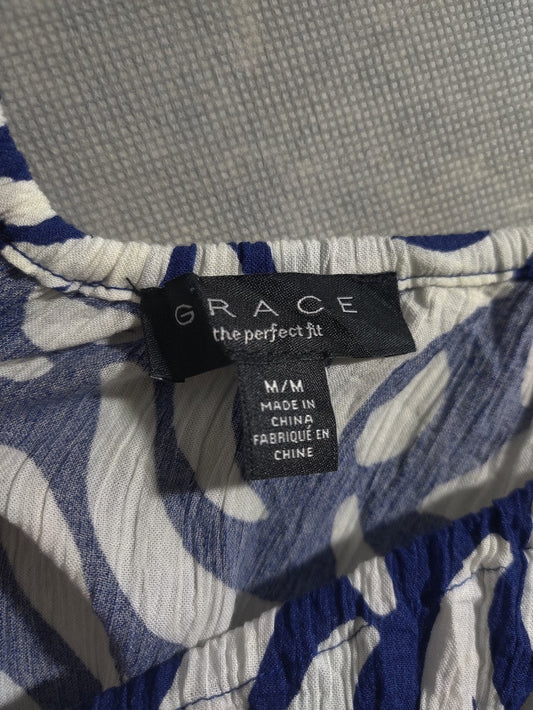 GRACE
the perfect fit
M/M
MADE IN
CHINA
FABRIQUÉ EN
CHINE